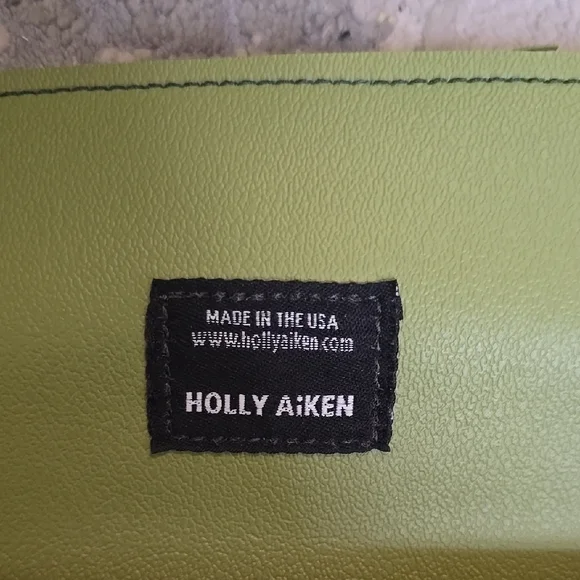 MADE IN THE USA
www.hollyaiken.com
HOLLY AiKEN